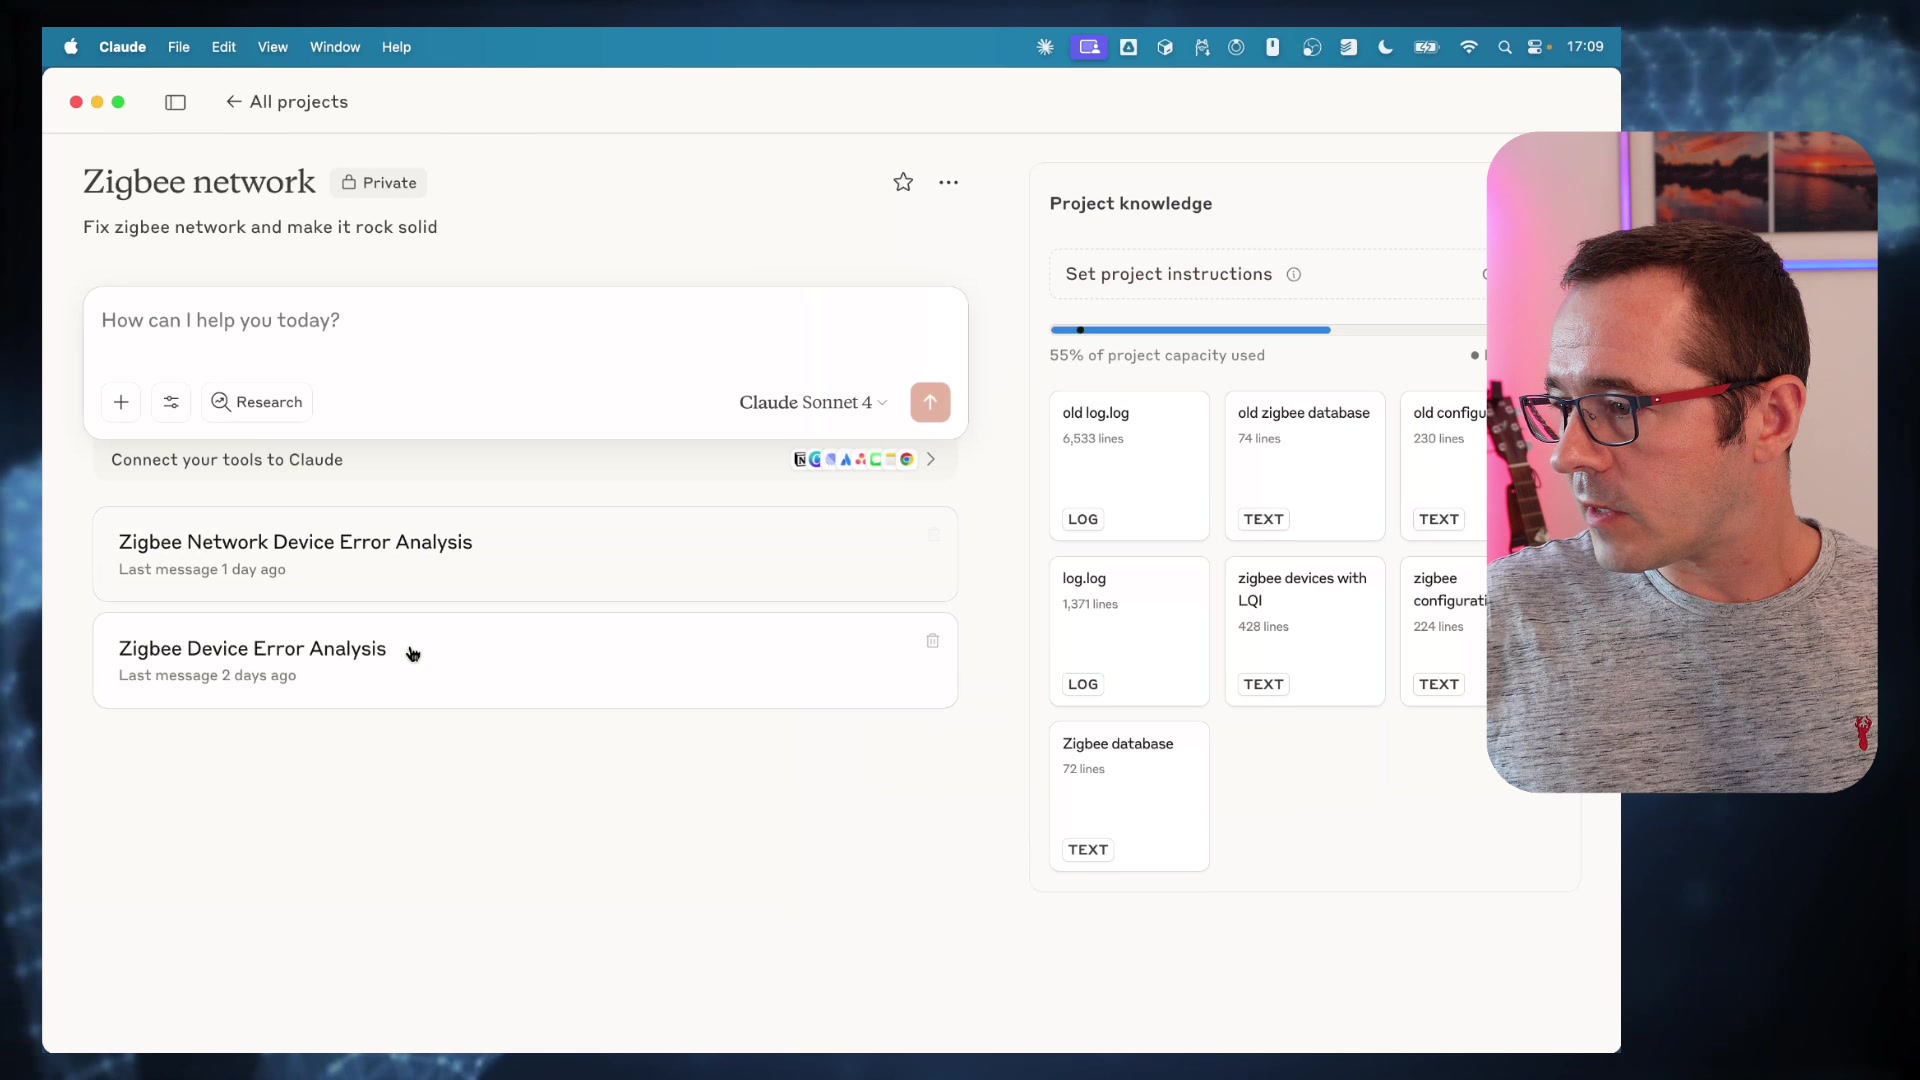 Claude File Edit View Window Help 17:09
All projects
Zigbee network Private
Fix zigbee network and make it rock solid
How can I help you today?
Research Claude Sonnet 4
Connect your tools to Claude
Zigbee Network Device Error Analysis
Last message 1 day ago
Zigbee Device Error Analysis
Last message 2 days ago
Project knowledge
Set project instructions
55% of project capacity used
old log.log
6,533 lines
LOG
old zigbee database
74 lines
TEXT
old configu
230 lines
TEXT
log.log
1,371 lines
LOG
zigbee devices with
LQI
428 lines
TEXT
zigbee
configurati
224 lines
TEXT
Zigbee database
72 lines
TEXT